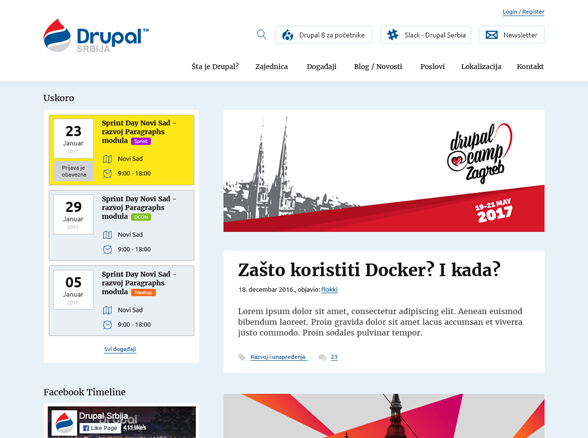 Login / Register
Drupal™
SRBIJA
Drupal 8 za početnike
Slack - Drupal Serbia
Newsletter
Šta je Drupal?
Zajednica
Događaji
Blog / Novosti
Poslovi
Lokalizacija
Kontakt
Uskoro
23
Januar
2017.
Prijava je
obavezna
Sprint Day Novi Sad -
razvoj Paragraphs
modula Sprint
Novi Sad
9:00 - 18:00
29
Januar
2017.
Sprint Day Novi Sad -
razvoj Paragraphs
modula DCON
Novi Sad
9:00 - 18:00
05
Januar
2017.
Sprint Day Novi Sad -
razvoj Paragraphs
modula Meetup
Novi Sad
9:00 - 18:00
Svi događaji
Facebook Timeline
Drupal Srbija
Like Page
drupal
camp
Zagreb
19-21 MAY
2017
Zašto koristiti Docker? I kada?
18. decembar 2016., objavio: flokki
Lorem ipsum dolor sit amet, consectetur adipiscing elit. Aenean euismod
bibendum laoreet. Proin gravida dolor sit amet lacus accumsan et viverra
justo commodo. Proin sodales pulvinar tempor.
Razvoj i unapređenja
23